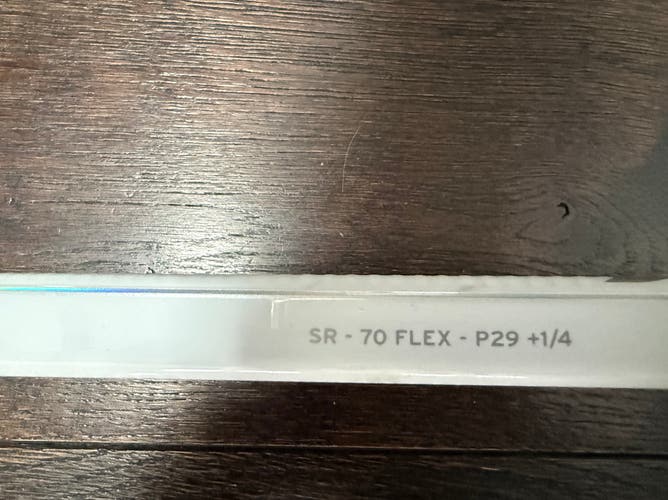 SR - 70 FLEX - P29 +1/4